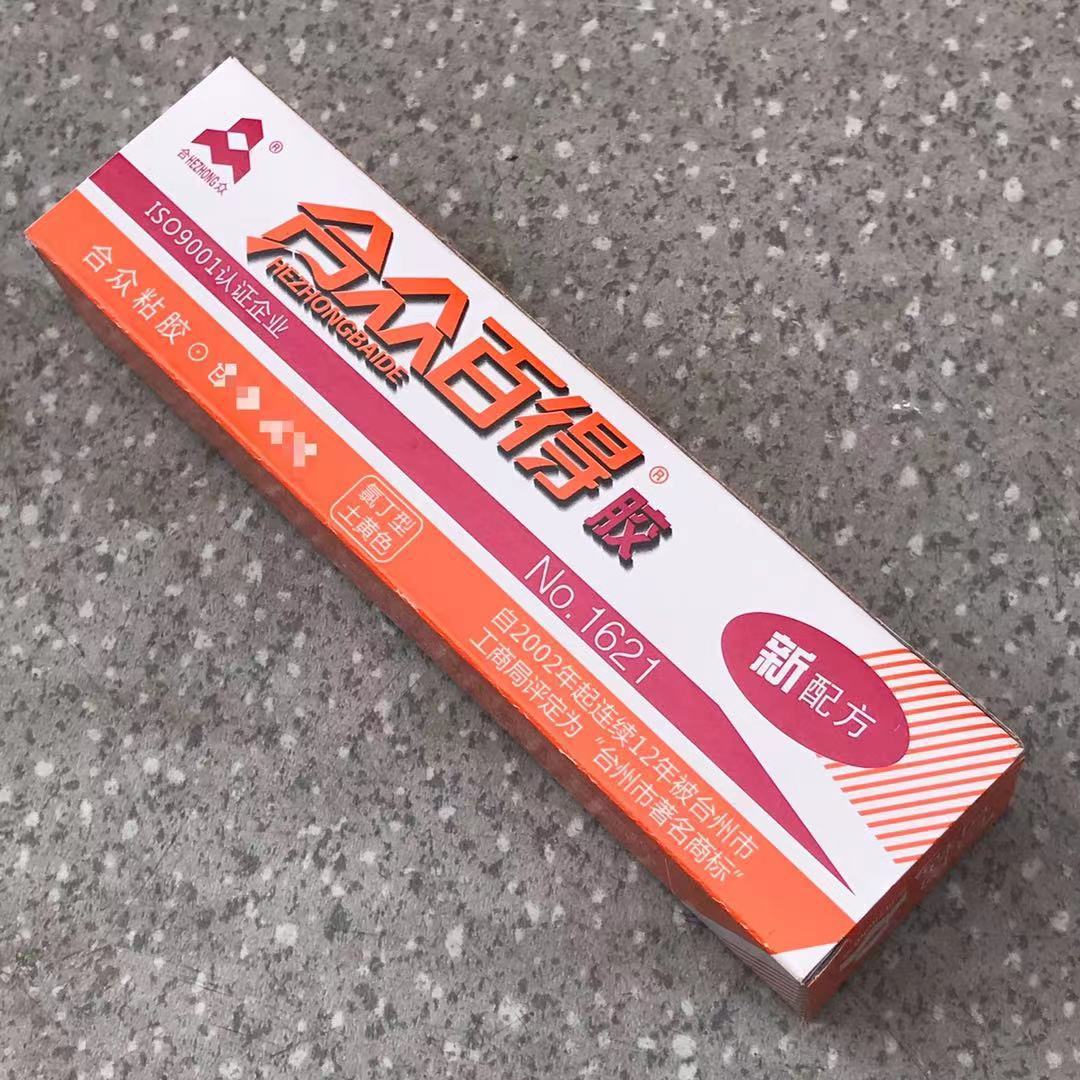 合HEZHONG众®
ISO9001认证企业
合众百得®胶
HEZHONGBAIDE
No.1621
新配方
合众粘胶⊙
氯丁型
土黄色
自2002年起连续12年被台州市
工商局评定为“台州市著名商标”